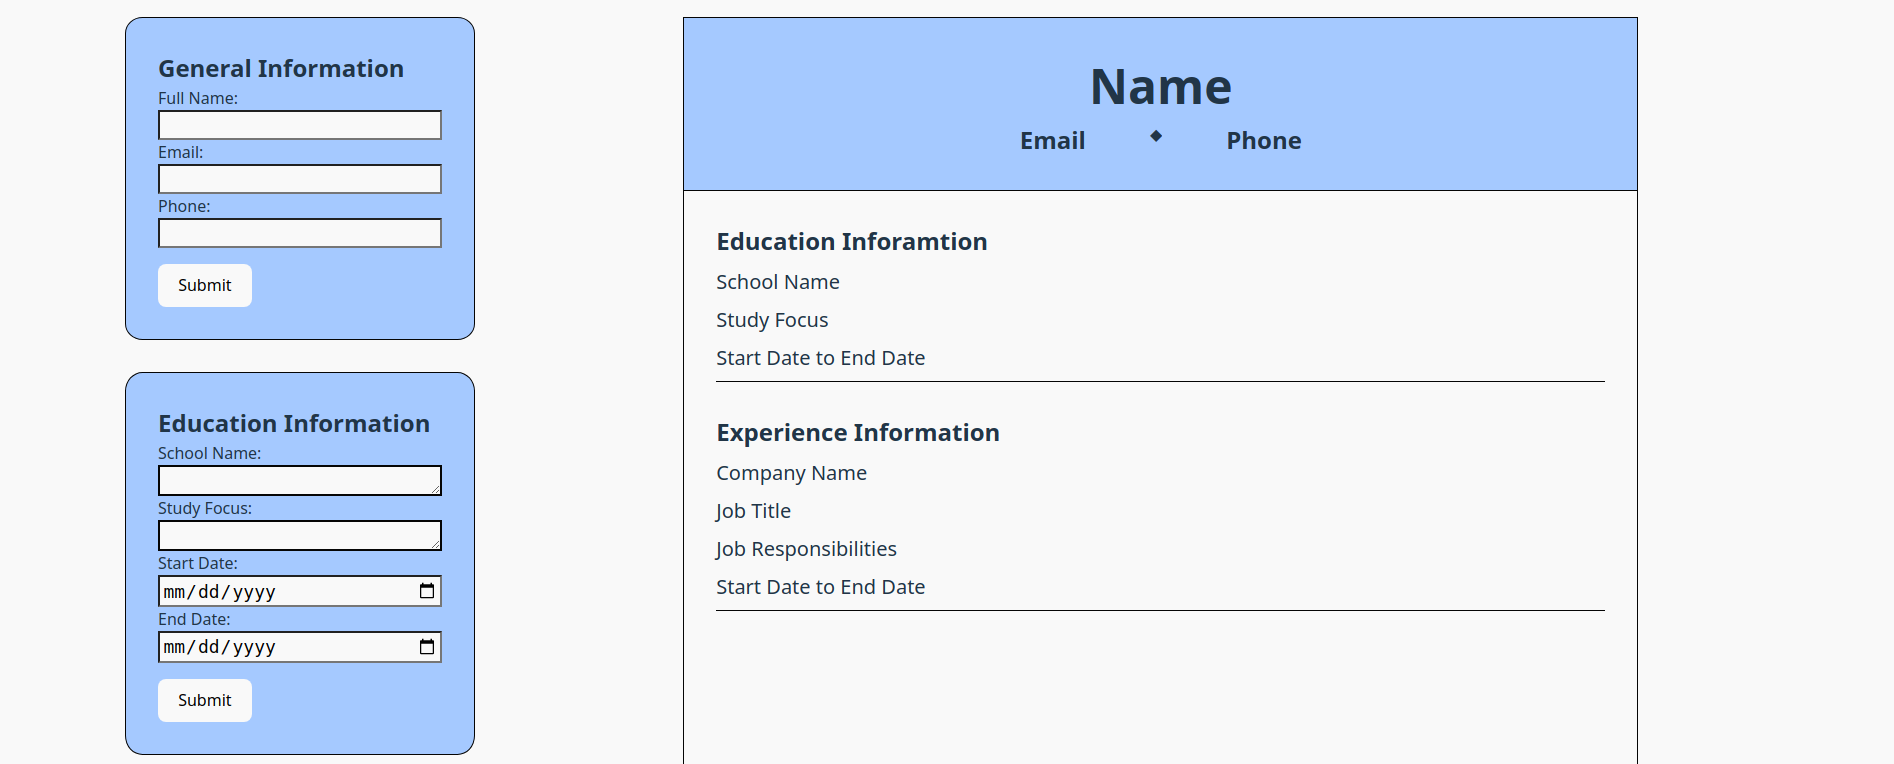 General Information
Full Name:
Email:
Phone:
Submit
Education Information
School Name:
Study Focus:
Start Date:
mm/dd/yyyy
End Date:
mm/dd/yyyy
Submit
Name
Email ◆ Phone
Education Inforamtion
School Name
Study Focus
Start Date to End Date
Experience Information
Company Name
Job Title
Job Responsibilities
Start Date to End Date